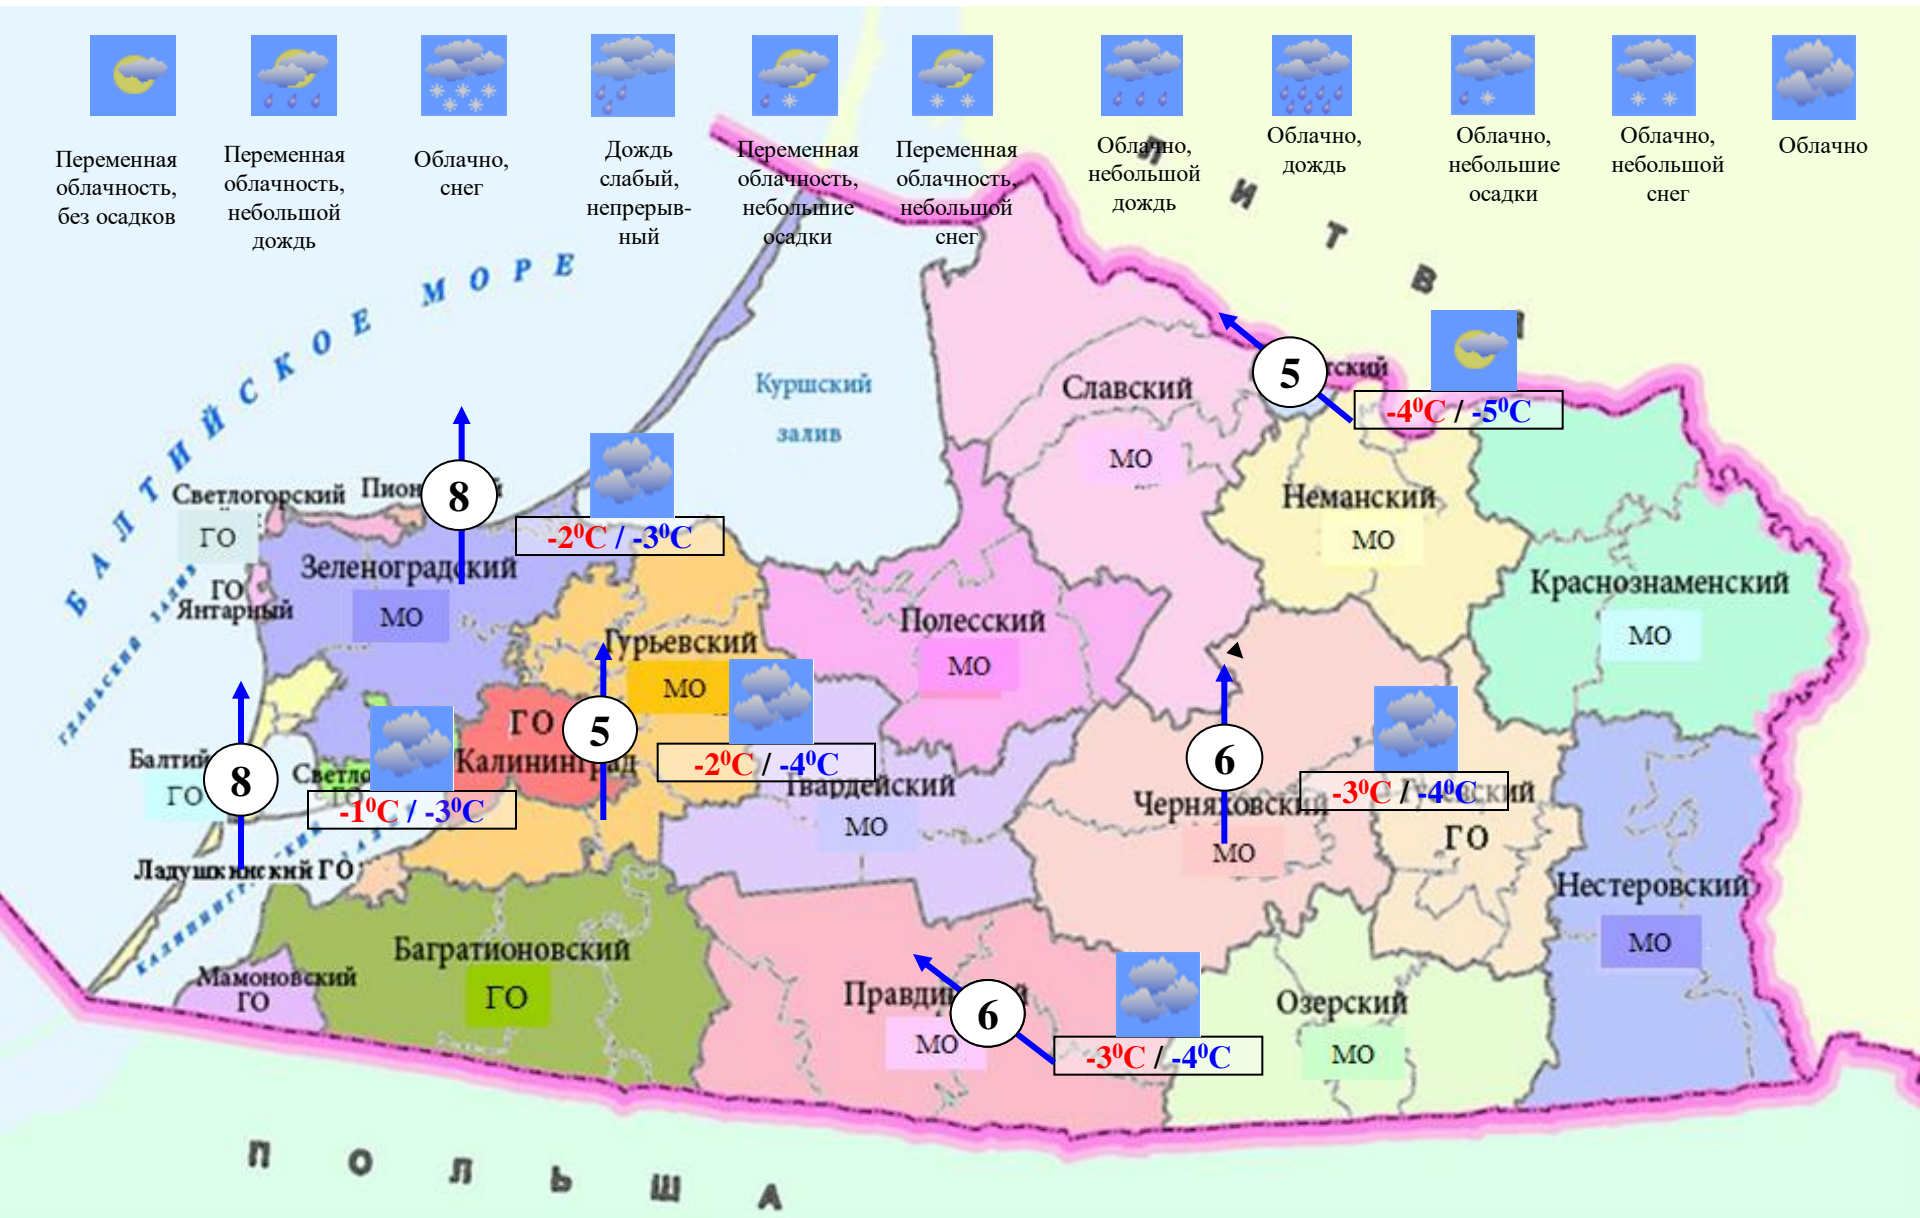 Переменная
облачность,
без осадков
Переменная
облачность,
небольшой
дождь
Облачно,
снег
Дождь
слабый,
непрерыв-
ный
Переменная
облачность,
небольшие
осадки
Переменная
облачность,
небольшой
снег
Облачно,
небольшой
дождь
Облачно,
дождь
Облачно,
небольшие
осадки
Облачно,
небольшой
снег
Облачно
БАЛТИЙСКОЕ МОРЕ
Куршский
залив
Славский
МО
5
-4⁰С / -5⁰С
Светлогорский
ГО
8
-2⁰С / -3⁰С
Неманский
МО
Зеленоградский
МО
ГО
Янтарный
Краснознаменский
МО
Гурьевский
МО
Полесский
МО
ГО
Калининград
5
-2⁰С / -4⁰С
8
ГО
-1⁰С / -3⁰С
Гвардейский
МО
6
Черняховский
МО
-3⁰С / -4⁰С
ГО
Ладушкинский ГО
Нестеровский
МО
Багратионовский
ГО
Мамоновский
ГО
6
МО
-3⁰С / -4⁰С
Озерский
МО
ПОЛЬША